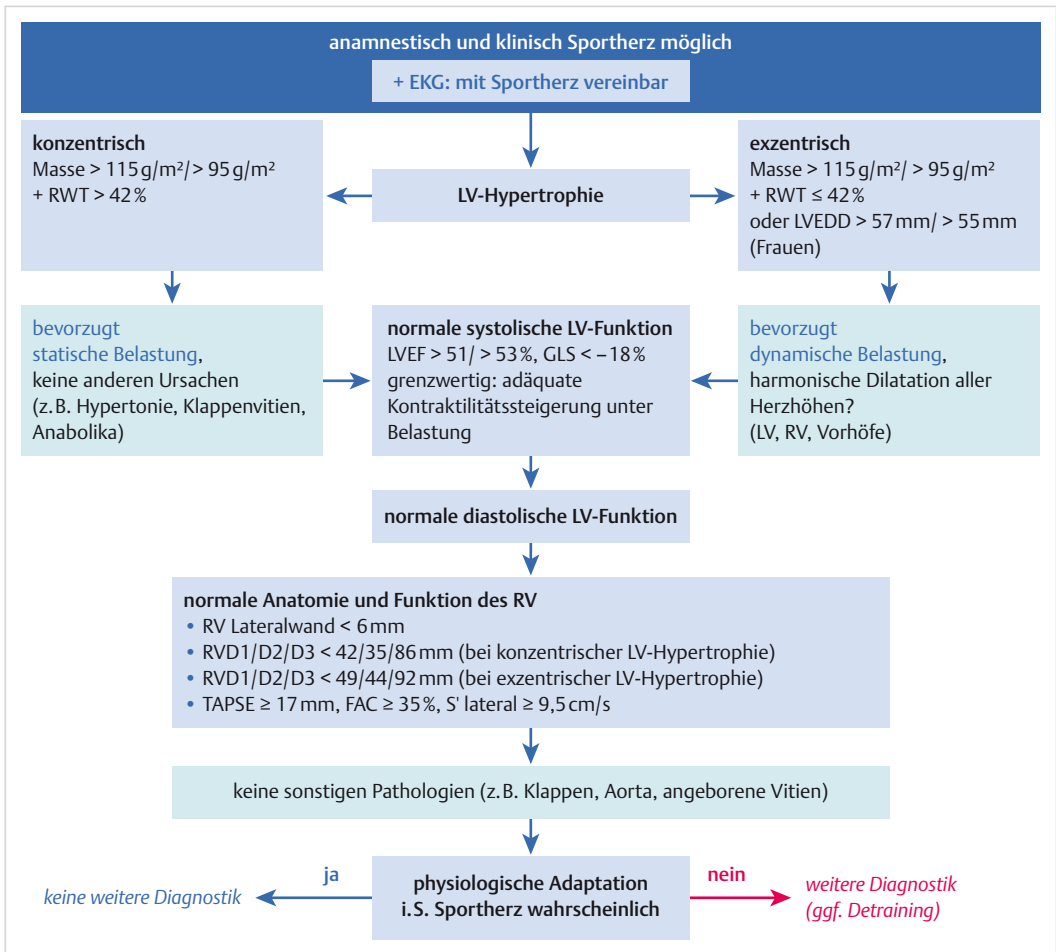 anamnestisch und klinisch Sportherz möglich
+ EKG: mit Sportherz vereinbar
konzentrisch
Masse > 115 g/m²/ > 95 g/m²
+ RWT > 42 %
LV-Hypertrophie
exzentrisch
Masse > 115 g/m²/ > 95 g/m²
+ RWT ≤ 42 %
oder LVEDD > 57 mm/ > 55 mm
(Frauen)
bevorzugt
statische Belastung,
keine anderen Ursachen
(z. B. Hypertonie, Klappenvitien,
Anabolika)
normale systolische LV-Funktion
LVEF > 51/ > 53 %, GLS < – 18 %
grenzwertig: adäquate
Kontraktilitätssteigerung unter
Belastung
bevorzugt
dynamische Belastung,
harmonische Dilatation aller
Herzhöhen?
(LV, RV, Vorhöfe)
normale diastolische LV-Funktion
normale Anatomie und Funktion des RV
• RV Lateralwand < 6 mm
• RVD1/D2/D3 < 42/35/86 mm (bei konzentrischer LV-Hypertrophie)
• RVD1/D2/D3 < 49/44/92 mm (bei exzentrischer LV-Hypertrophie)
• TAPSE ≥ 17 mm, FAC ≥ 35 %, S' lateral ≥ 9,5 cm/s
keine sonstigen Pathologien (z. B. Klappen, Aorta, angeborene Vitien)
ja
keine weitere Diagnostik
physiologische Adaptation
i. S. Sportherz wahrscheinlich
nein
weitere Diagnostik
(ggf. Detraining)